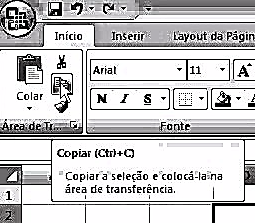 Início Inserir Layout da Págin
Arial 11 A
Colar N I S
Área de Tr... Fonte
Copiar (Ctrl+C)
Copiar a seleção e colocá-la na
área de transferência.
1
2